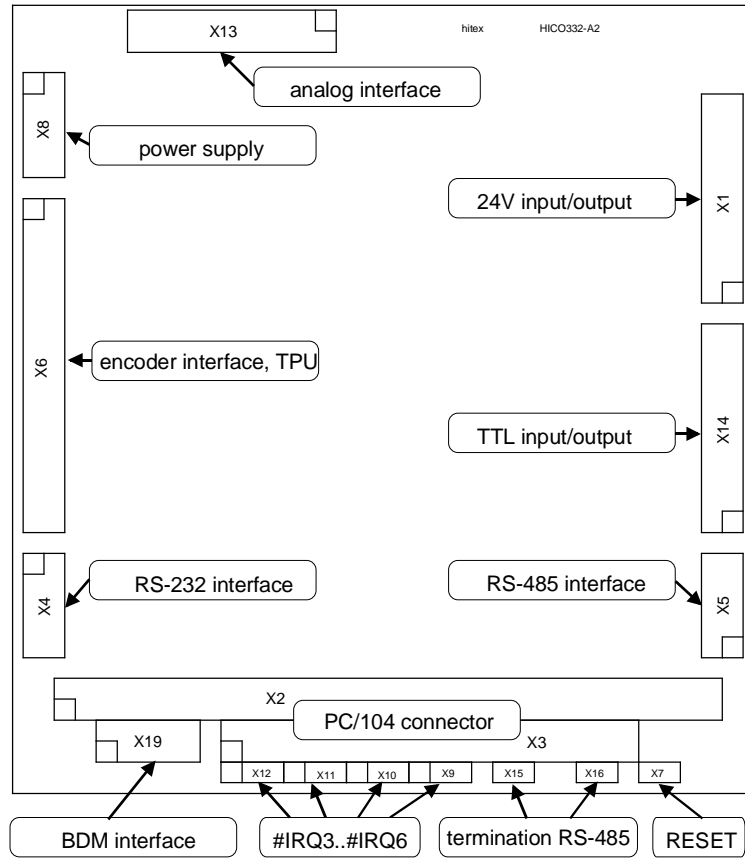 X13
hitex HICO332-A2
analog interface
X8
power supply
24V input/output
X1
X6
encoder interface, TPU
TTL input/output
X14
X4
RS-232 interface
RS-485 interface
X5
X2
PC/104 connector
X19
X3
X12 X11 X10 X9 X15 X16 X7
BDM interface
#IRQ3..#IRQ6
termination RS-485
RESET